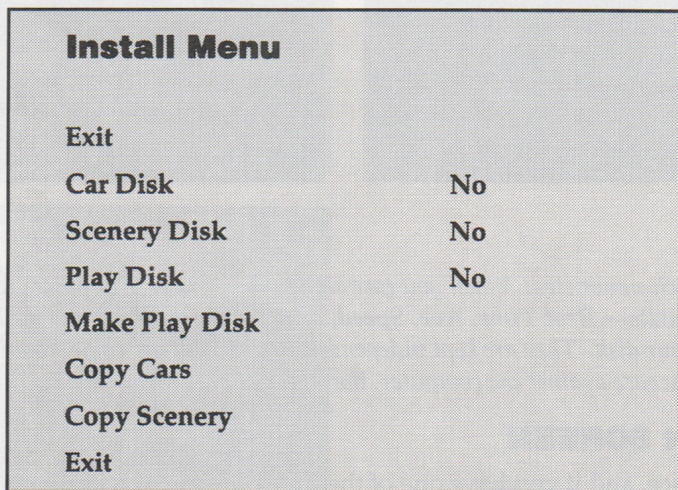 Install Menu
Exit
Car Disk No
Scenery Disk No
Play Disk No
Make Play Disk
Copy Cars
Copy Scenery
Exit